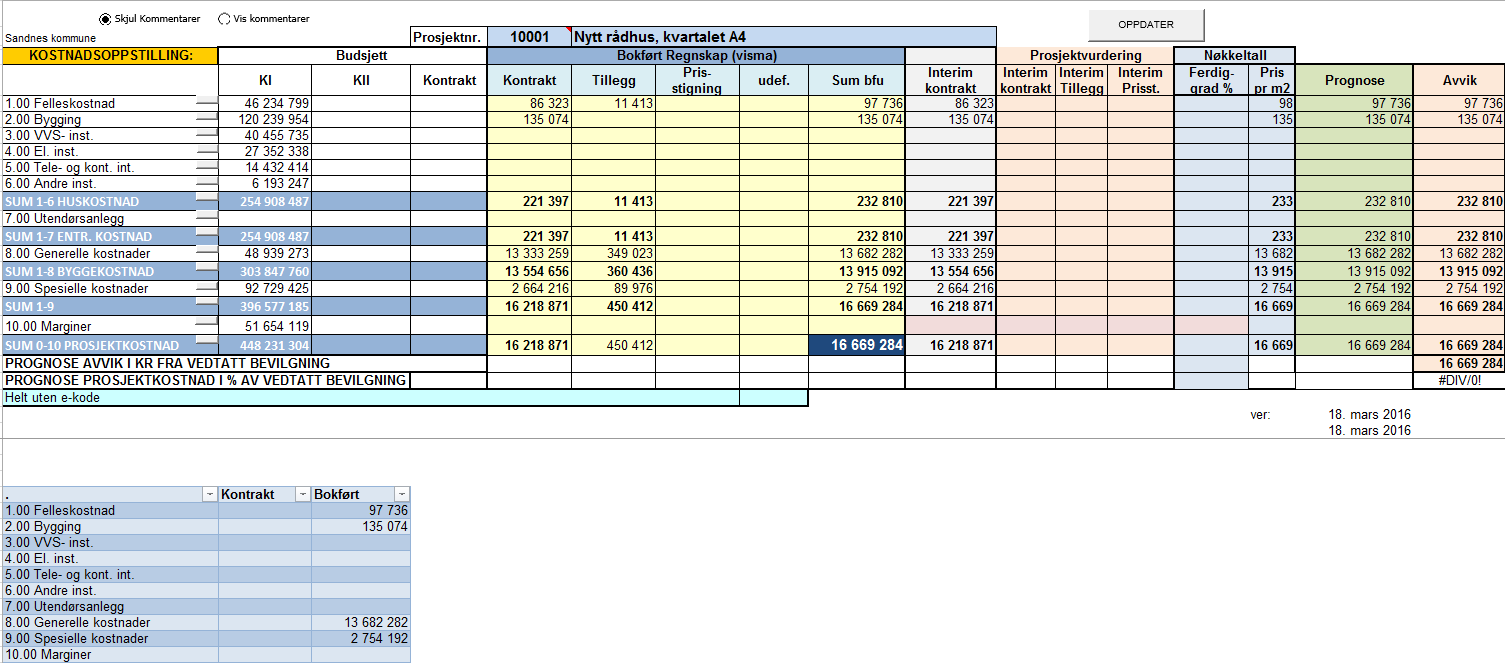 Skjul Kommentarer Vis kommentarer
OPPDATER
Sandnes kommune Prosjektnr. 10001 Nytt rådhus, kvartalet A4
KOSTNADSOPPSTILLING: Budsjett Bokført Regnskap (visma) Prosjektvurdering Nøkkeltall
KI KII Kontrakt Kontrakt Tillegg Pris- stigning udef. Sum bfu Interim kontrakt Interim kontrakt Interim Tillegg Interim Prisst. Ferdig- grad % Pris pr m2 Prognose Avvik
1.00 Felleskostnad 46 234 799 86 323 11 413 97 736 86 323 98 97 736 97 736
2.00 Bygging 120 239 954 135 074 135 074 135 074 135 135 074 135 074
3.00 VVS- inst. 40 455 735
4.00 El. inst. 27 352 338
5.00 Tele- og kont. int. 14 432 414
6.00 Andre inst. 6 193 247
SUM 1-6 HUSKOSTNAD 254 908 487 221 397 11 413 232 810 221 397 233 232 810 232 810
7.00 Utendørsanlegg
SUM 1-7 ENTR. KOSTNAD 254 908 487 221 397 11 413 232 810 221 397 233 232 810 232 810
8.00 Generelle kostnader 48 939 273 13 333 259 349 023 13 682 282 13 333 259 13 682 13 682 282 13 682 282
SUM 1-8 BYGGEKOSTNAD 303 847 760 13 554 656 360 436 13 915 092 13 554 656 13 915 13 915 092 13 915 092
9.00 Spesielle kostnader 92 729 425 2 664 216 89 976 2 754 192 2 664 216 2 754 2 754 192 2 754 192
SUM 1-9 396 577 185 16 218 871 450 412 16 669 284 16 218 871 16 669 16 669 284 16 669 284
10.00 Marginer 51 654 119
SUM 0-10 PROSJEKTKOSTNAD 448 231 304 16 218 871 450 412 16 669 284 16 218 871 16 669 16 669 284 16 669 284
PROGNOSE AVVIK I KR FRA VEDTATT BEVILGNING 16 669 284
PROGNOSE PROSJEKTKOSTNAD I % AV VEDTATT BEVILGNING #DIV/0!
Helt uten e-kode
ver: 18. mars 2016
18. mars 2016
. Kontrakt Bokført
1.00 Felleskostnad 97 736
2.00 Bygging 135 074
3.00 VVS- inst.
4.00 El. inst.
5.00 Tele- og kont. int.
6.00 Andre inst.
7.00 Utendørsanlegg
8.00 Generelle kostnader 13 682 282
9.00 Spesielle kostnader 2 754 192
10.00 Marginer